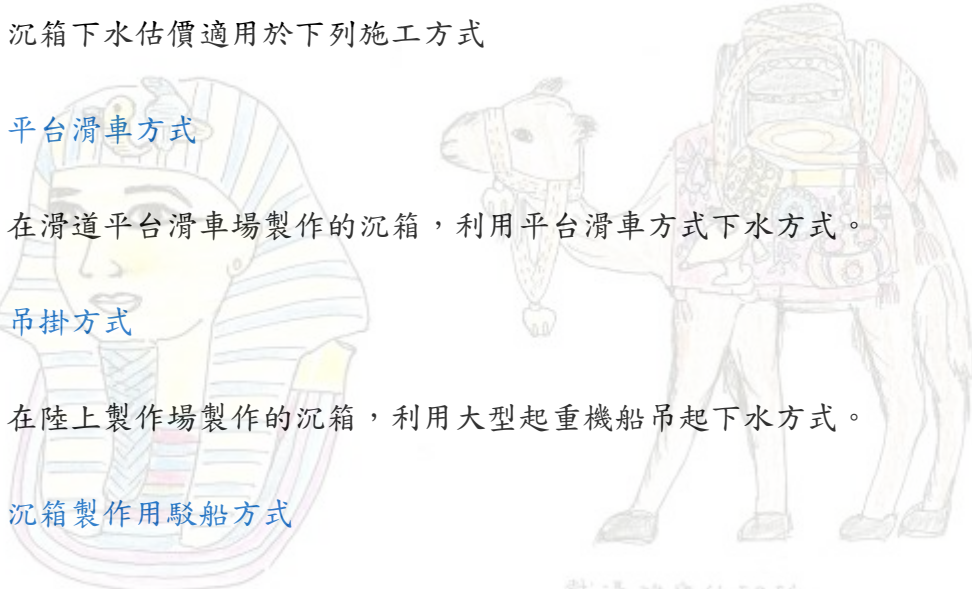 沉箱下水估價適用於下列施工方式
平台滑車方式
在滑道平台滑車場製作的沉箱，利用平台滑車方式下水方式。
吊掛方式
在陸上製作場製作的沉箱，利用大型起重機船吊起下水方式。
沉箱製作用駁船方式